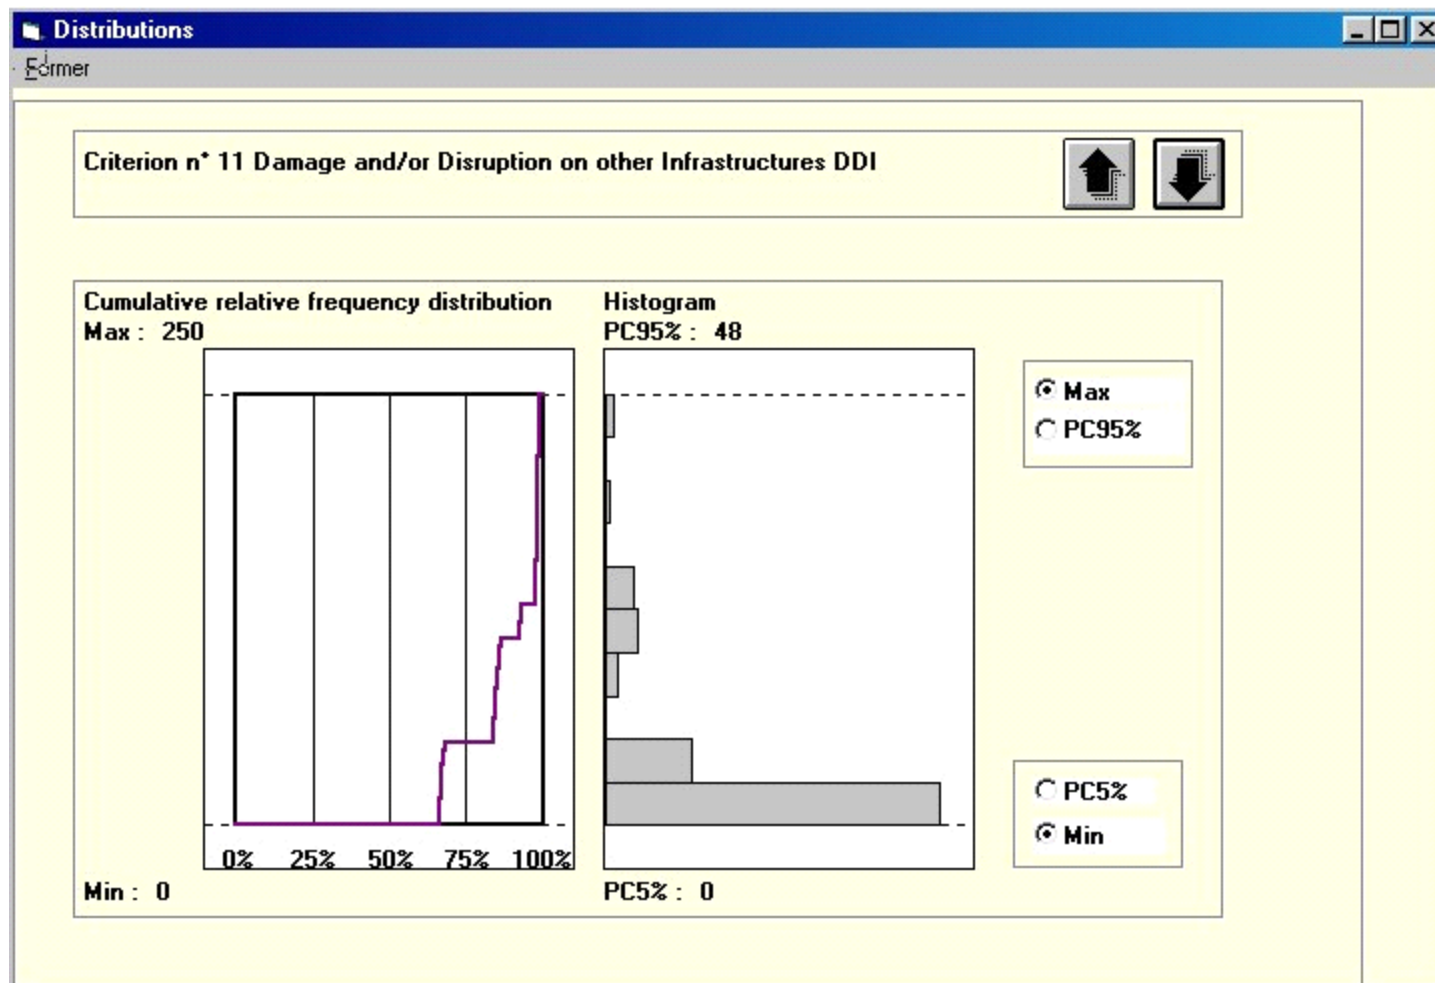 Distributions
Former
Criterion n° 11 Damage and/or Disruption on other Infrastructures DDI
Cumulative relative frequency distribution
Max : 250
Histogram
PC95% : 48
Max
PC95%
0% 25% 50% 75% 100%
PC5%
Min
Min : 0
PC5% : 0